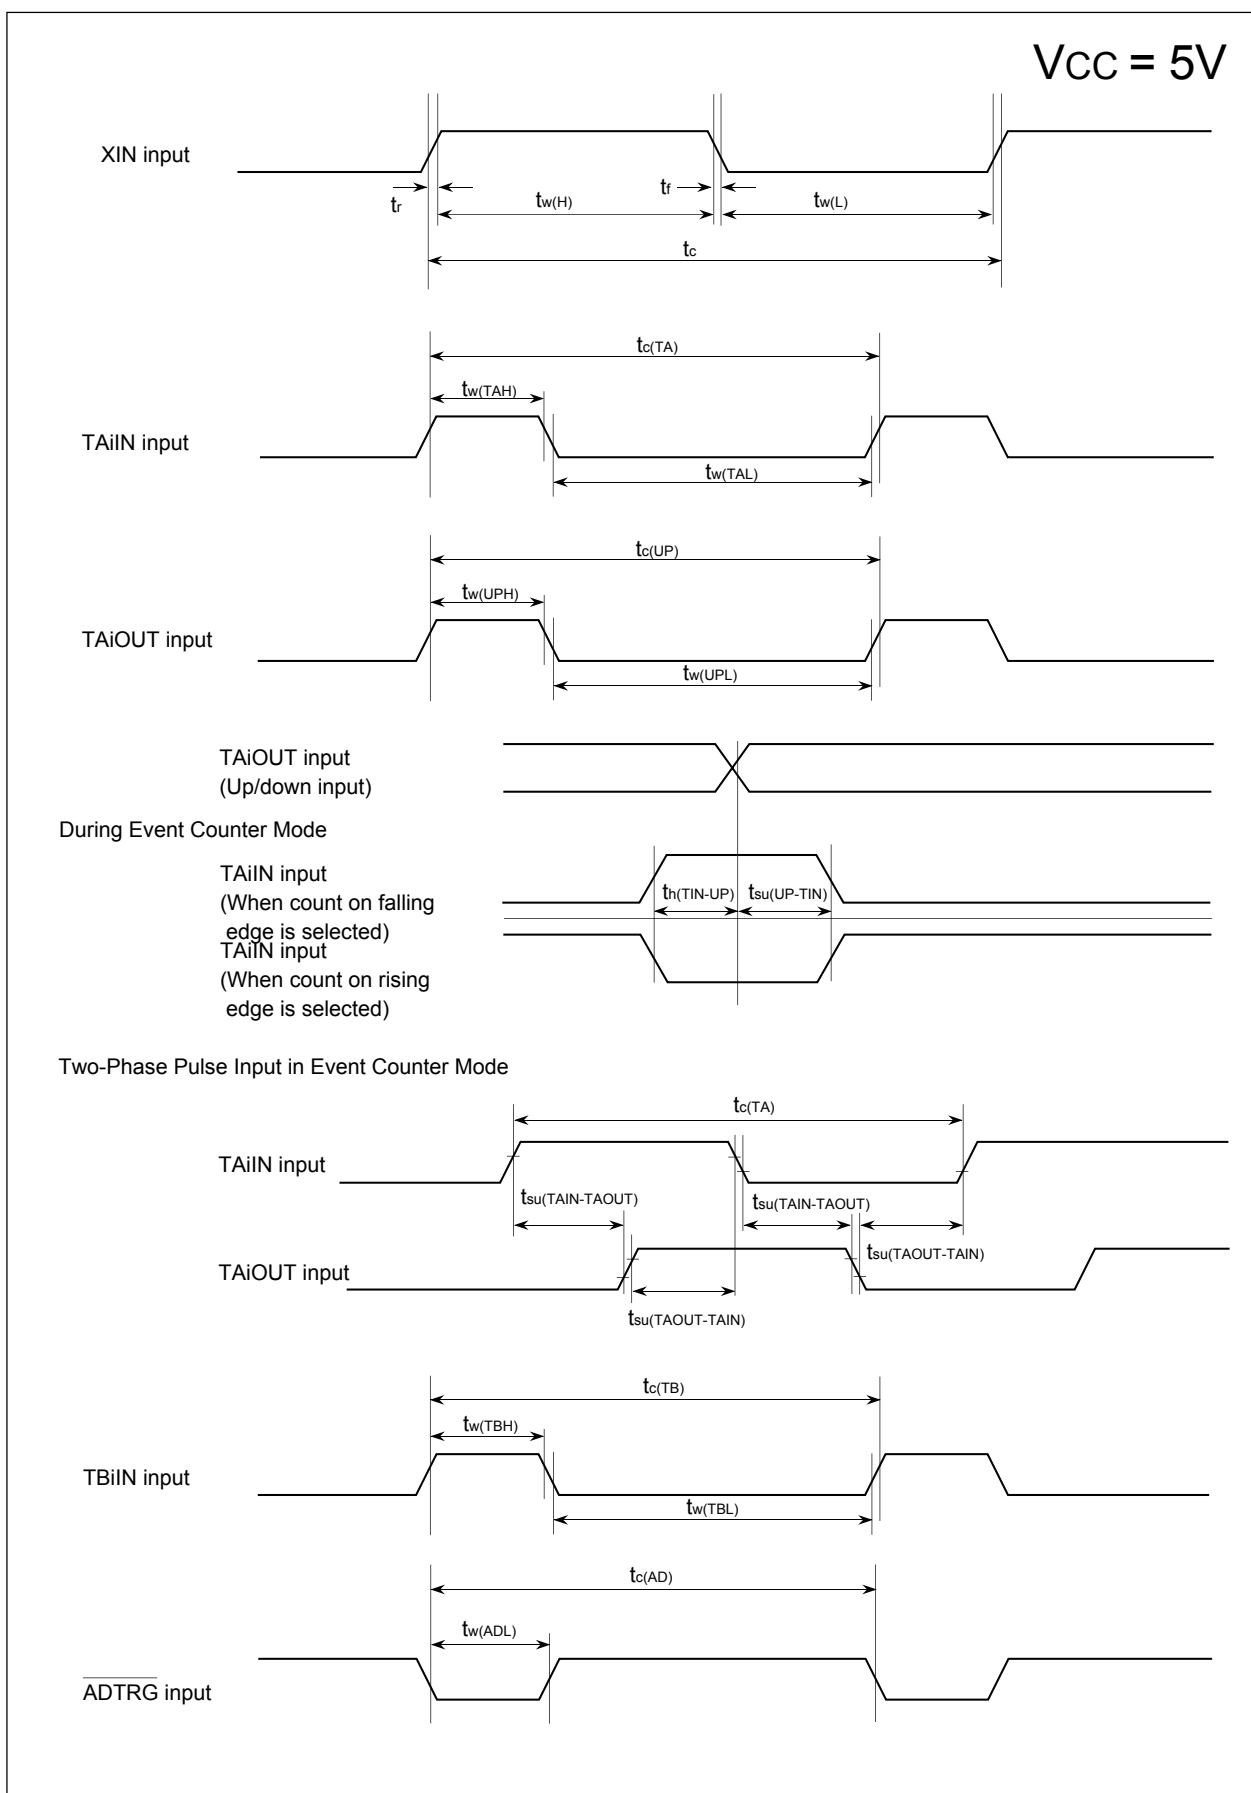 VCC = 5V
XIN input
tr
tw(H)
tf
tw(L)
tc
tc(TA)
tw(TAH)
TAiIN input
tw(TAL)
tc(UP)
tw(UPH)
TAiOUT input
tw(UPL)
TAiOUT input
(Up/down input)
During Event Counter Mode
TAiIN input
(When count on falling
edge is selected)
th(TIN-UP)
tsu(UP-TIN)
TAiIN input
(When count on rising
edge is selected)
Two-Phase Pulse Input in Event Counter Mode
tc(TA)
TAiIN input
tsu(TAIN-TAOUT)
tsu(TAIN-TAOUT)
tsu(TAOUT-TAIN)
TAiOUT input
tsu(TAOUT-TAIN)
tc(TB)
tw(TBH)
TBiIN input
tw(TBL)
tc(AD)
tw(ADL)
ADTRG input